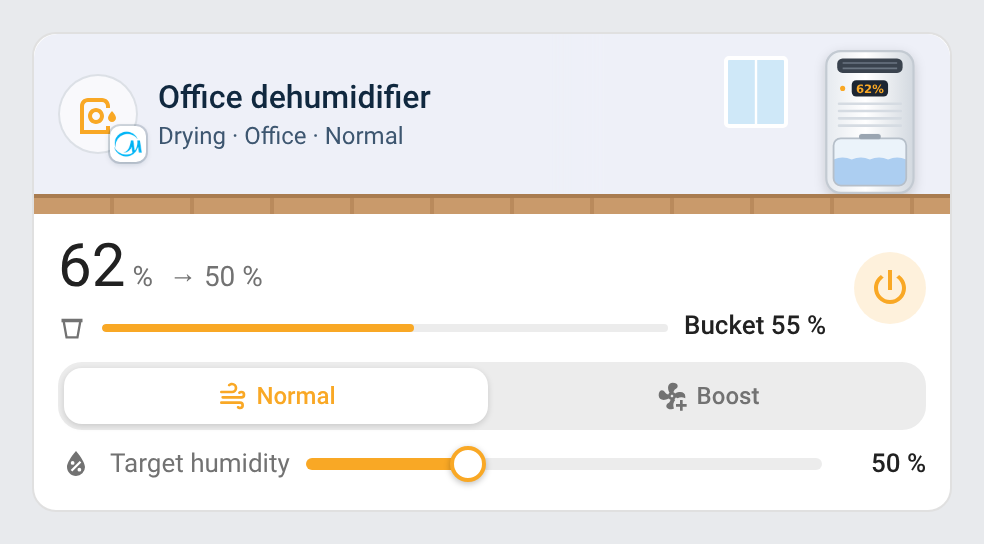 Office dehumidifier
Drying · Office · Normal
62%
62 % → 50 %
Bucket 55 %
Normal
Boost
Target humidity
50 %